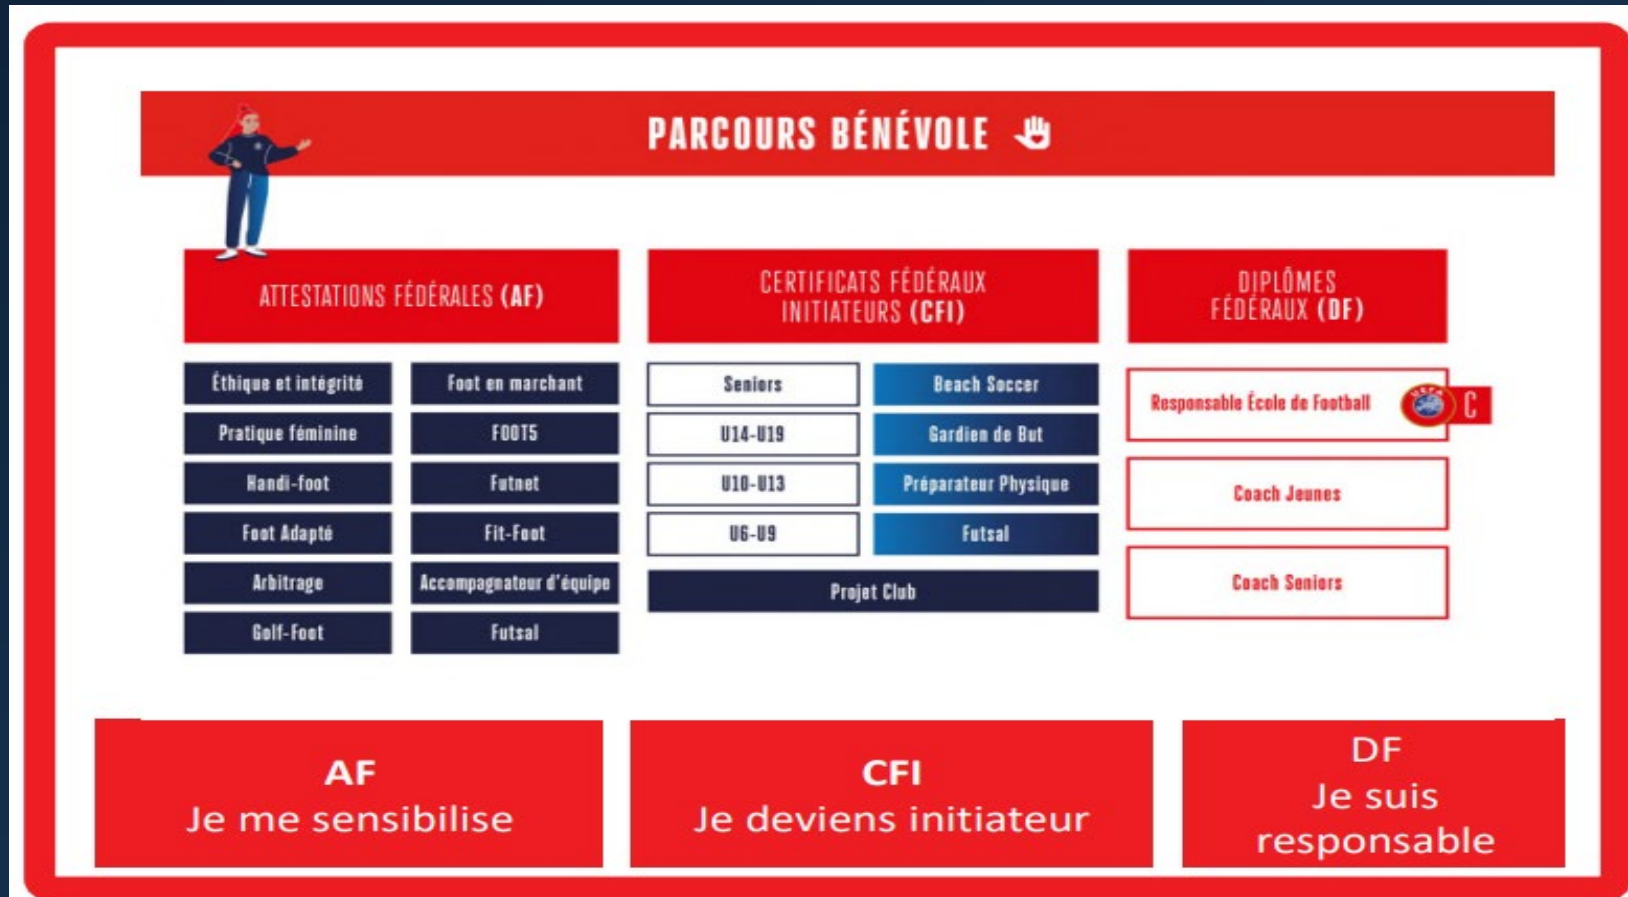 PARCOURS BÉNÉVOLE
ATTESTATIONS FÉDÉRALES (AF)
Éthique et intégrité
Foot en marchant
Pratique féminine
FOOT5
Handi-foot
Futnet
Foot Adapté
Fit-Foot
Arbitrage
Accompagnateur d'équipe
Golf-Foot
Futsal
CERTIFICATS FÉDÉRAUX
INITIATEURS (CFI)
Seniors
Beach Soccer
U14-U19
Gardien de But
U10-U13
Préparateur Physique
U6-U9
Futsal
Projet Club
DIPLÔMES
FÉDÉRAUX (DF)
Responsable École de Football
UEFA
C
Coach Jeunes
Coach Seniors
AF
Je me sensibilise
CFI
Je deviens initiateur
DF
Je suis
responsable